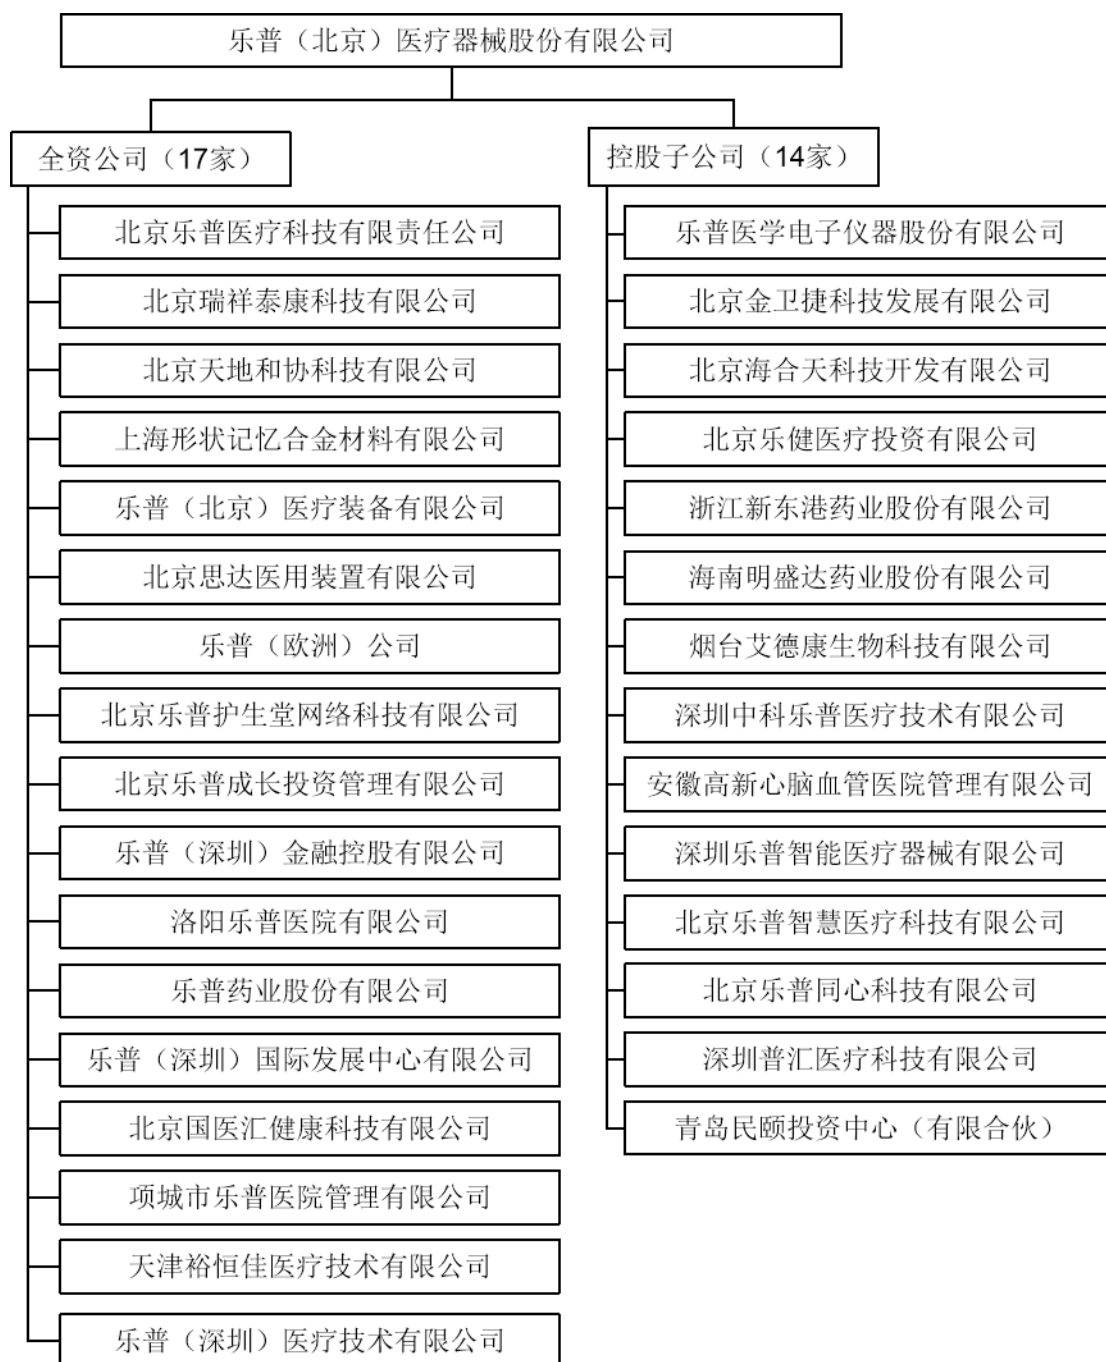 乐普（北京）医疗器械股份有限公司
全资公司（17家）
北京乐普医疗科技有限责任公司
北京瑞祥泰康科技有限公司
北京天地和协科技有限公司
上海形状记忆合金材料有限公司
乐普（北京）医疗装备有限公司
北京思达医用装置有限公司
乐普（欧洲）公司
北京乐普护生堂网络科技有限公司
北京乐普成长投资管理有限公司
乐普（深圳）金融控股有限公司
洛阳乐普医院有限公司
乐普药业股份有限公司
乐普（深圳）国际发展中心有限公司
北京国医汇健康科技有限公司
项城市乐普医院管理有限公司
天津裕恒佳医疗技术有限公司
乐普（深圳）医疗技术有限公司
控股子公司（14家）
乐普医学电子仪器股份有限公司
北京金卫捷科技发展有限公司
北京海合天科技开发有限公司
北京乐健医疗投资有限公司
浙江新东港药业股份有限公司
海南明盛达药业股份有限公司
烟台艾德康生物科技有限公司
深圳中科乐普医疗技术有限公司
安徽高新心脑血管医院管理有限公司
深圳乐普智能医疗器械有限公司
北京乐普智慧医疗科技有限公司
北京乐普同心科技有限公司
深圳普汇医疗科技有限公司
青岛民颐投资中心（有限合伙）